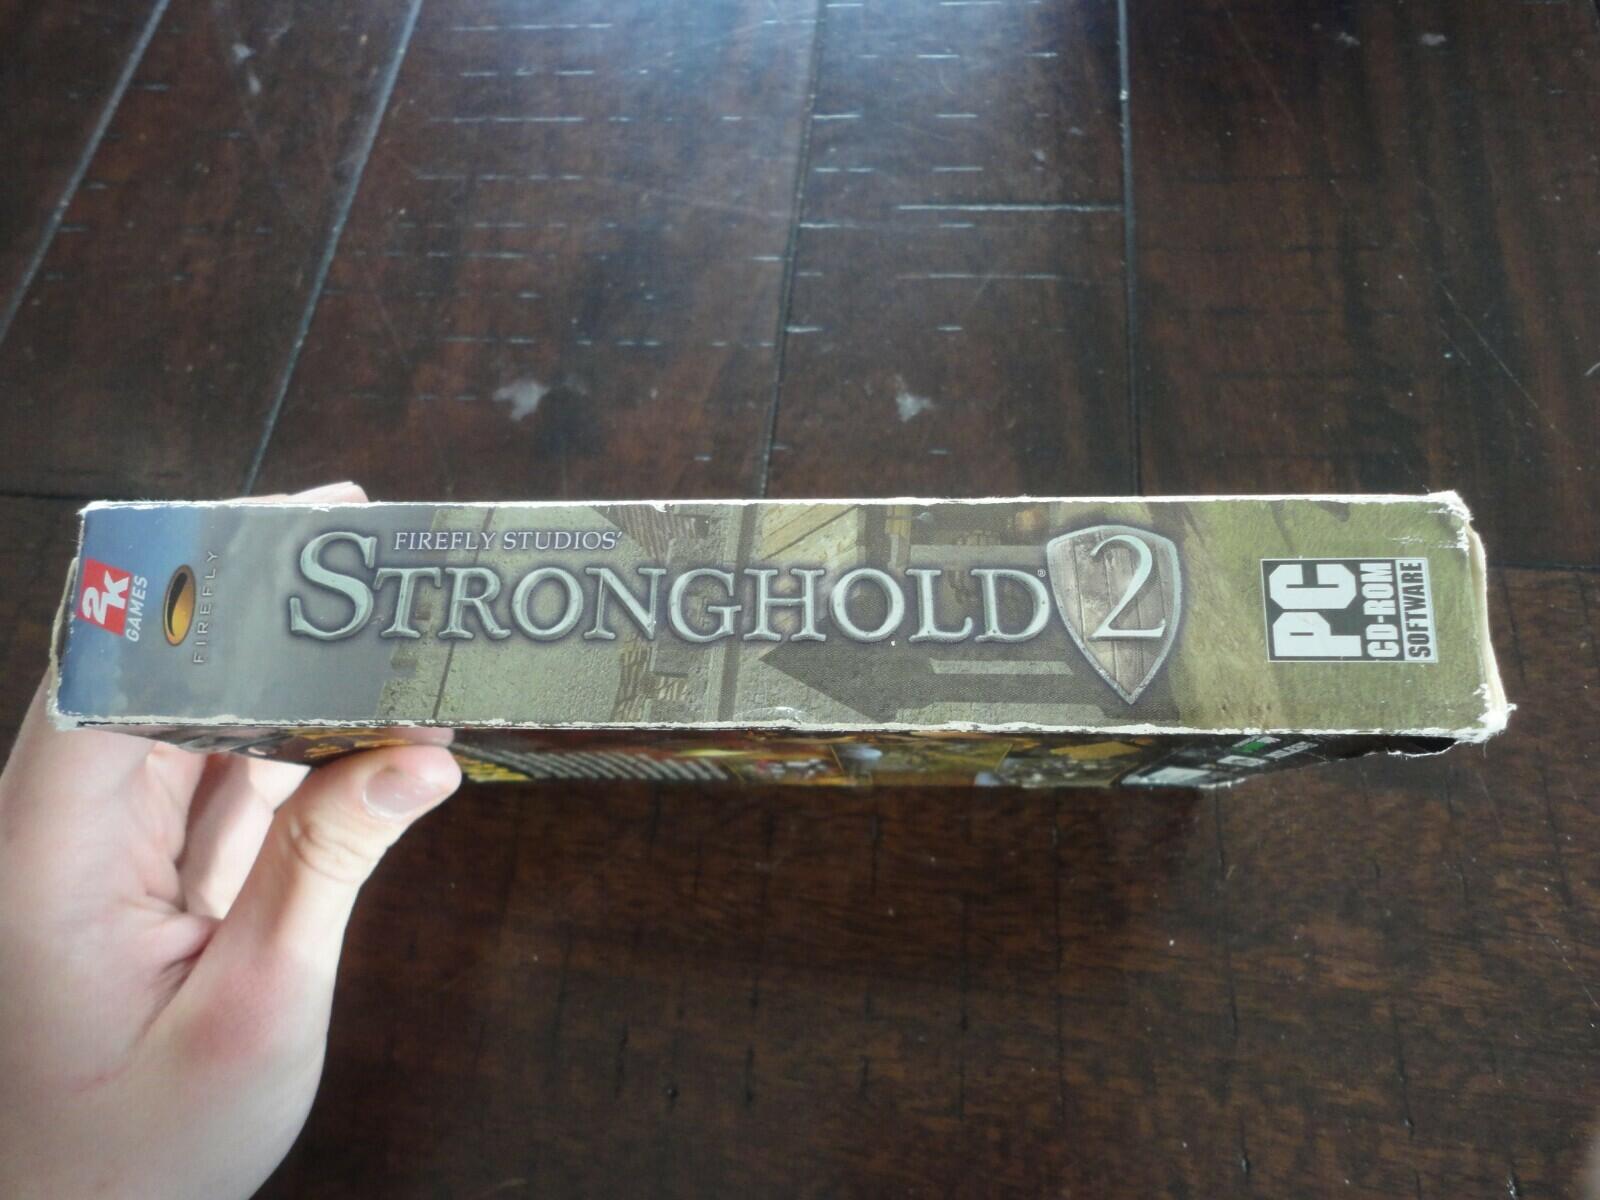 2K
GAMES
FIREFLY
FIREFLY STUDIOS'
STRONGHOLD® 2
PC
CD-ROM
SOFTWARE